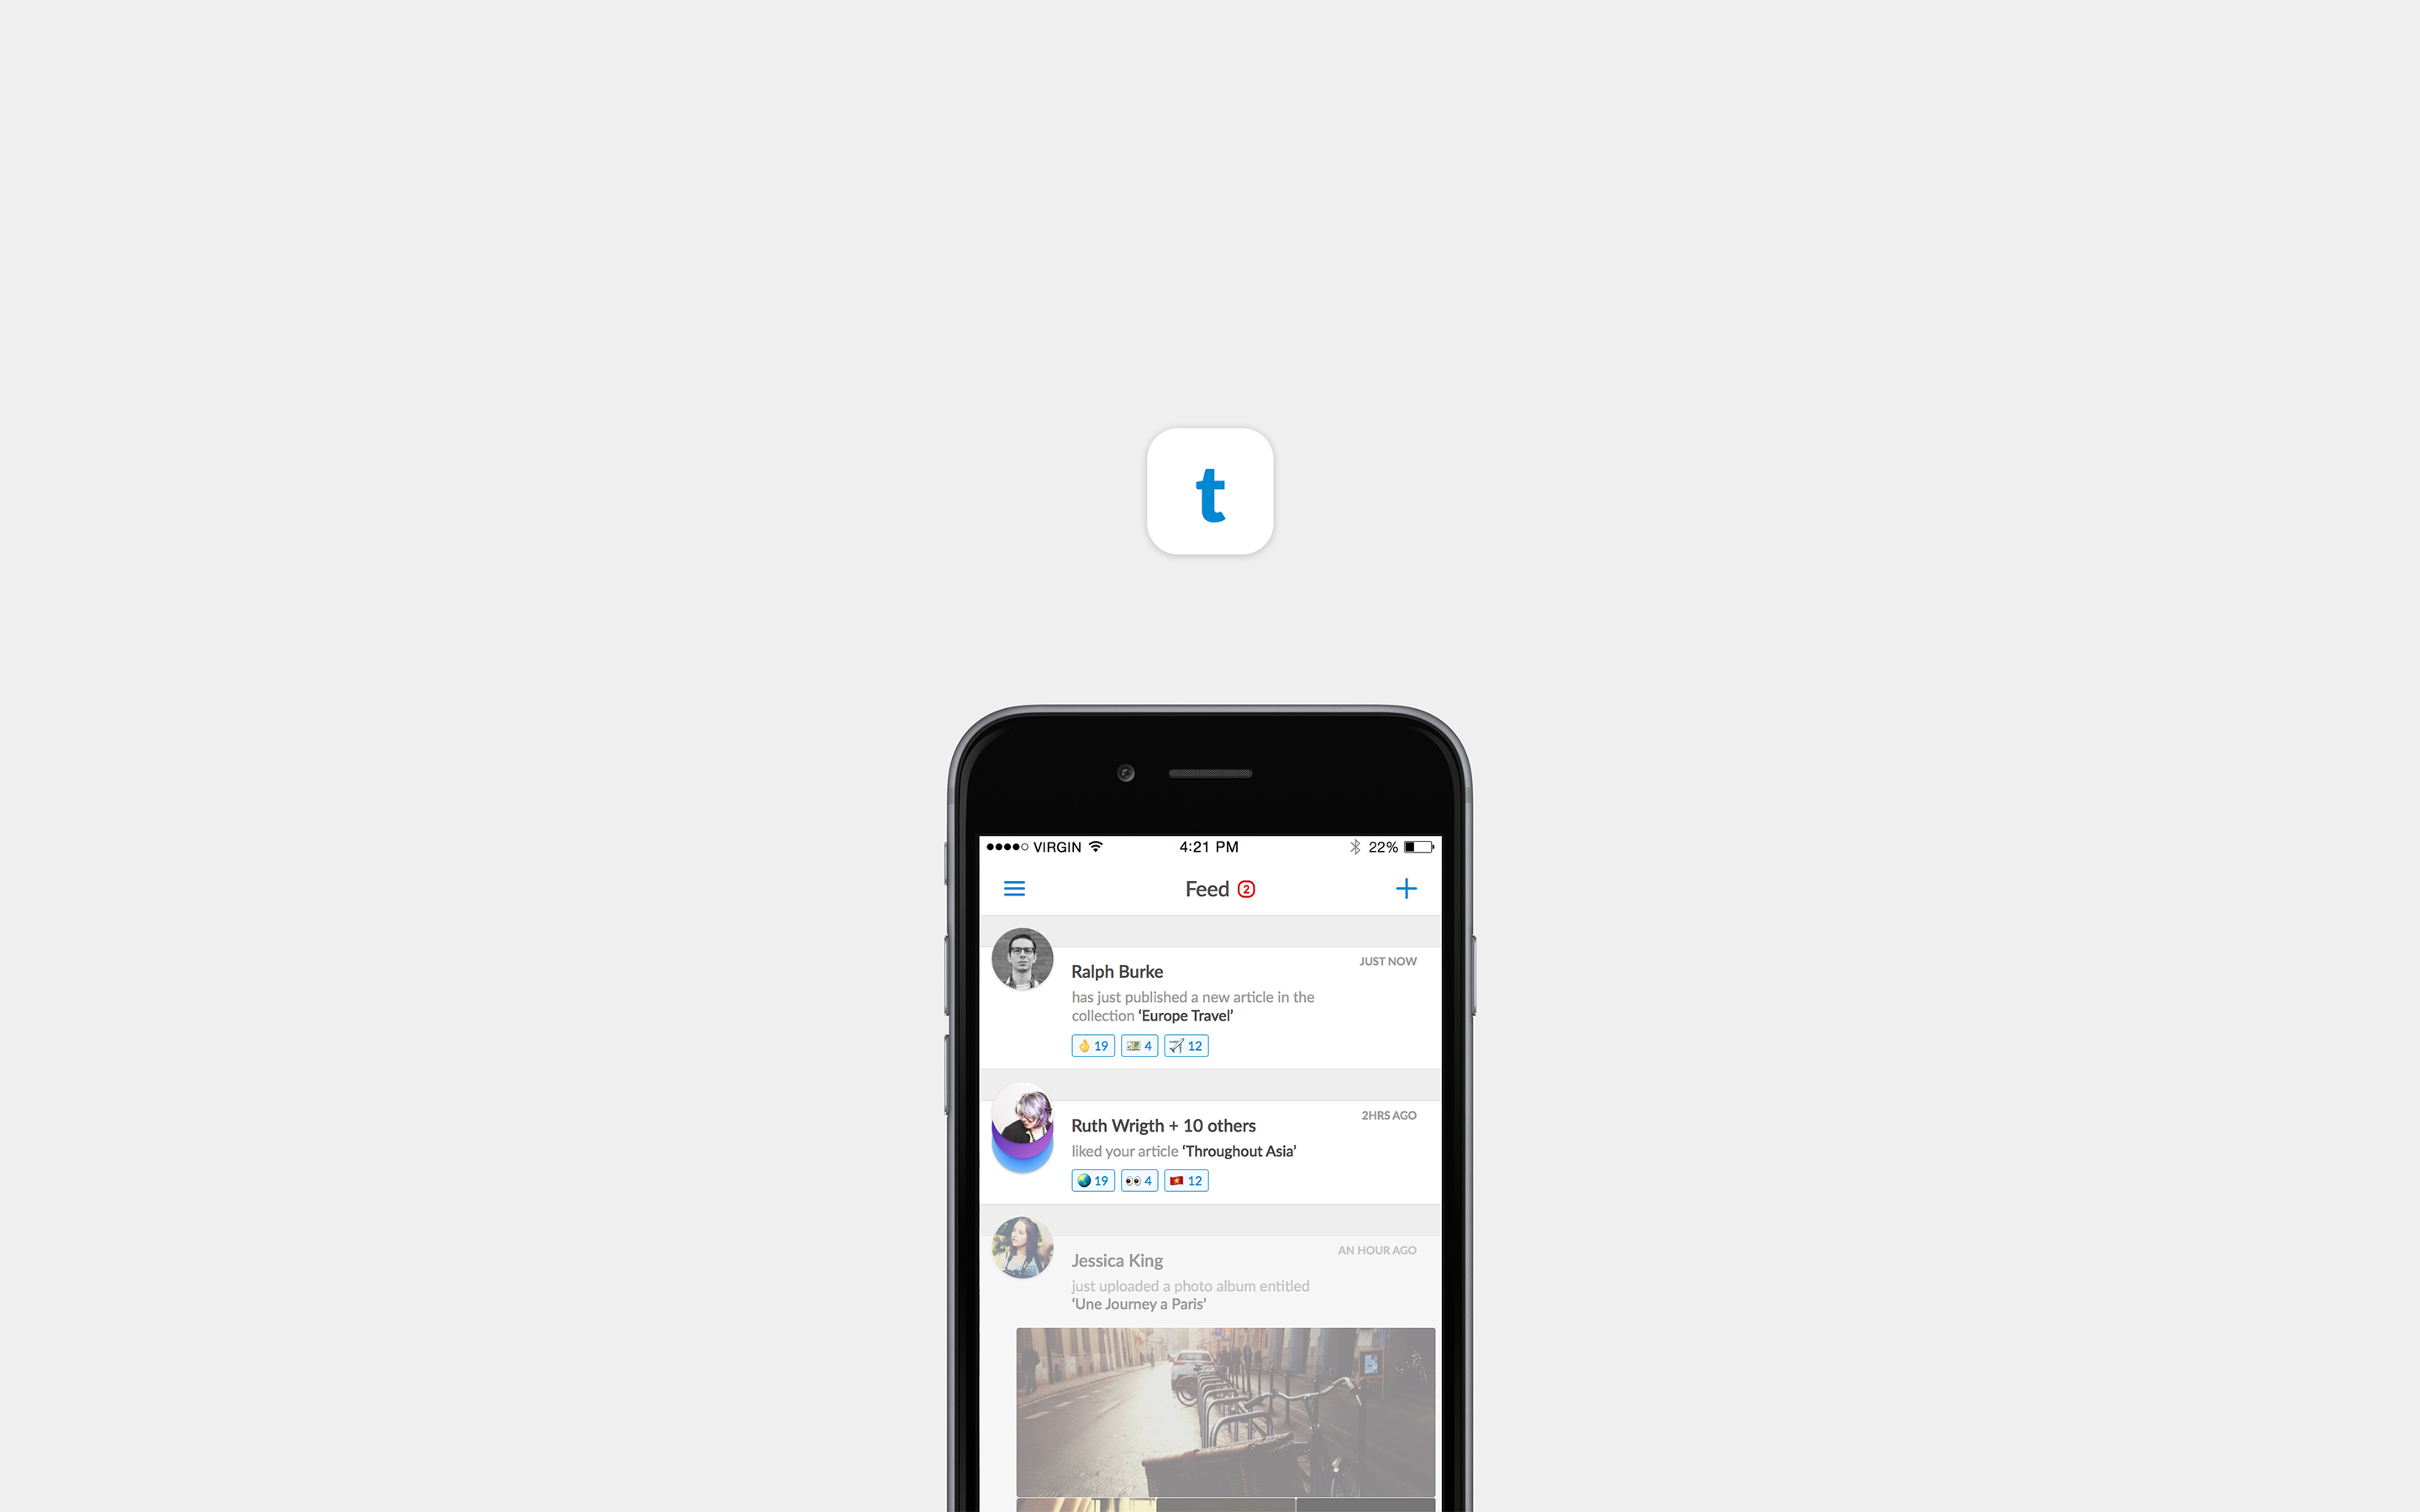 t
VIRGIN 4:21 PM 22%
Feed 2
JUST NOW
Ralph Burke
has just published a new article in the
collection ‘Europe Travel’
19 4 12
2HRS AGO
Ruth Wrigth + 10 others
liked your article ‘Throughout Asia’
19 4 12
AN HOUR AGO
Jessica King
just uploaded a photo album entitled
‘Une Journey a Paris’